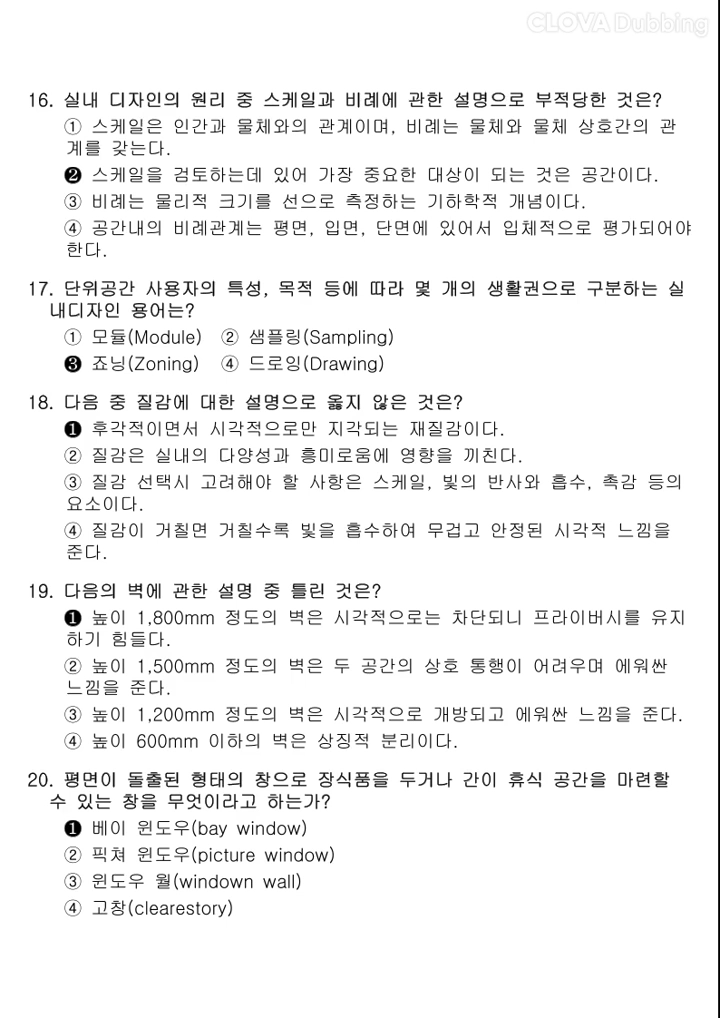 CLOVA Dubbing
16. 실내 디자인의 원리 중 스케일과 비례에 관한 설명으로 부적당한 것은?
① 스케일은 인간과 물체와의 관계이며, 비례는 물체와 물체 상호간의 관
계를 갖는다.
❷ 스케일을 검토하는데 있어 가장 중요한 대상이 되는 것은 공간이다.
③ 비례는 물리적 크기를 선으로 측정하는 기하학적 개념이다.
④ 공간내의 비례관계는 평면, 입면, 단면에 있어서 입체적으로 평가되어야
한다.
17. 단위공간 사용자의 특성, 목적 등에 따라 몇 개의 생활권으로 구분하는 실
내디자인 용어는?
① 모듈(Module) ② 샘플링(Sampling)
❸ 죠닝(Zoning) ④ 드로잉(Drawing)
18. 다음 중 질감에 대한 설명으로 옳지 않은 것은?
❶ 후각적이면서 시각적으로만 지각되는 재질감이다.
② 질감은 실내의 다양성과 흥미로움에 영향을 끼친다.
③ 질감 선택시 고려해야 할 사항은 스케일, 빛의 반사와 흡수, 촉감 등의
요소이다.
④ 질감이 거칠면 거칠수록 빛을 흡수하여 무겁고 안정된 시각적 느낌을
준다.
19. 다음의 벽에 관한 설명 중 틀린 것은?
❶ 높이 1,800mm 정도의 벽은 시각적으로는 차단되니 프라이버시를 유지
하기 힘들다.
② 높이 1,500mm 정도의 벽은 두 공간의 상호 통행이 어려우며 에워싼
느낌을 준다.
③ 높이 1,200mm 정도의 벽은 시각적으로 개방되고 에워싼 느낌을 준다.
④ 높이 600mm 이하의 벽은 상징적 분리이다.
20. 평면이 돌출된 형태의 창으로 장식품을 두거나 간이 휴식 공간을 마련할
수 있는 창을 무엇이라고 하는가?
❶ 베이 윈도우(bay window)
② 픽쳐 윈도우(picture window)
③ 윈도우 월(windown wall)
④ 고창(clearestory)